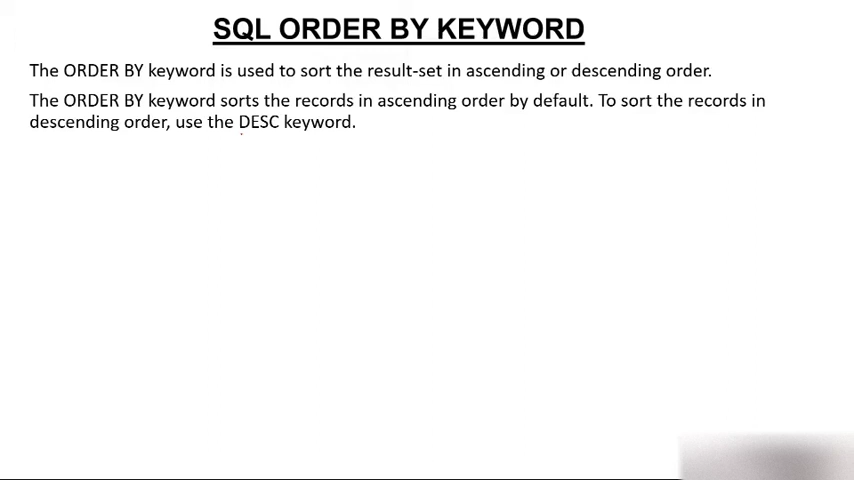 SQL ORDER BY KEYWORD
The ORDER BY keyword is used to sort the result-set in ascending or descending order.
The ORDER BY keyword sorts the records in ascending order by default. To sort the records in
descending order, use the DESC keyword.